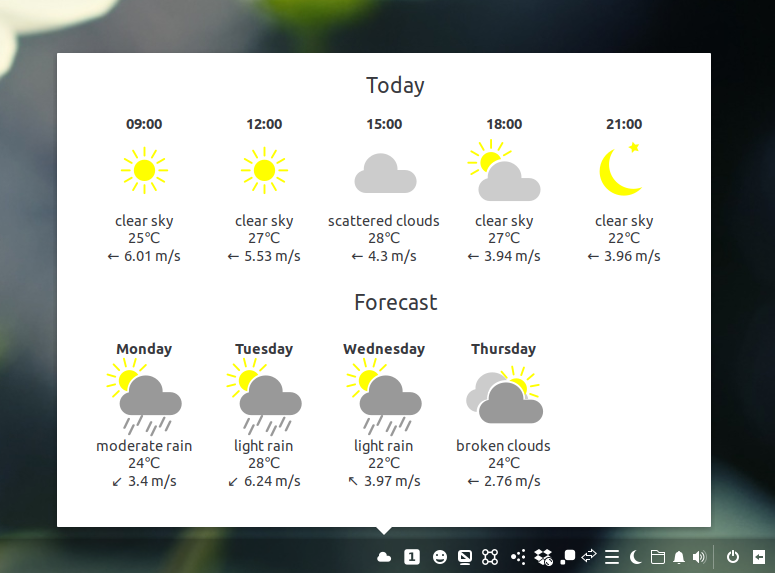 Today
09:00 12:00 15:00 18:00 21:00
clear sky clear sky scattered clouds clear sky clear sky
25°C 27°C 28°C 27°C 22°C
← 6.01 m/s ← 5.53 m/s ← 4.3 m/s ← 3.94 m/s ← 3.96 m/s
Forecast
Monday Tuesday Wednesday Thursday
moderate rain light rain light rain broken clouds
24°C 28°C 22°C 24°C
↙ 3.4 m/s ↙ 6.24 m/s ↖ 3.97 m/s ← 2.76 m/s
1